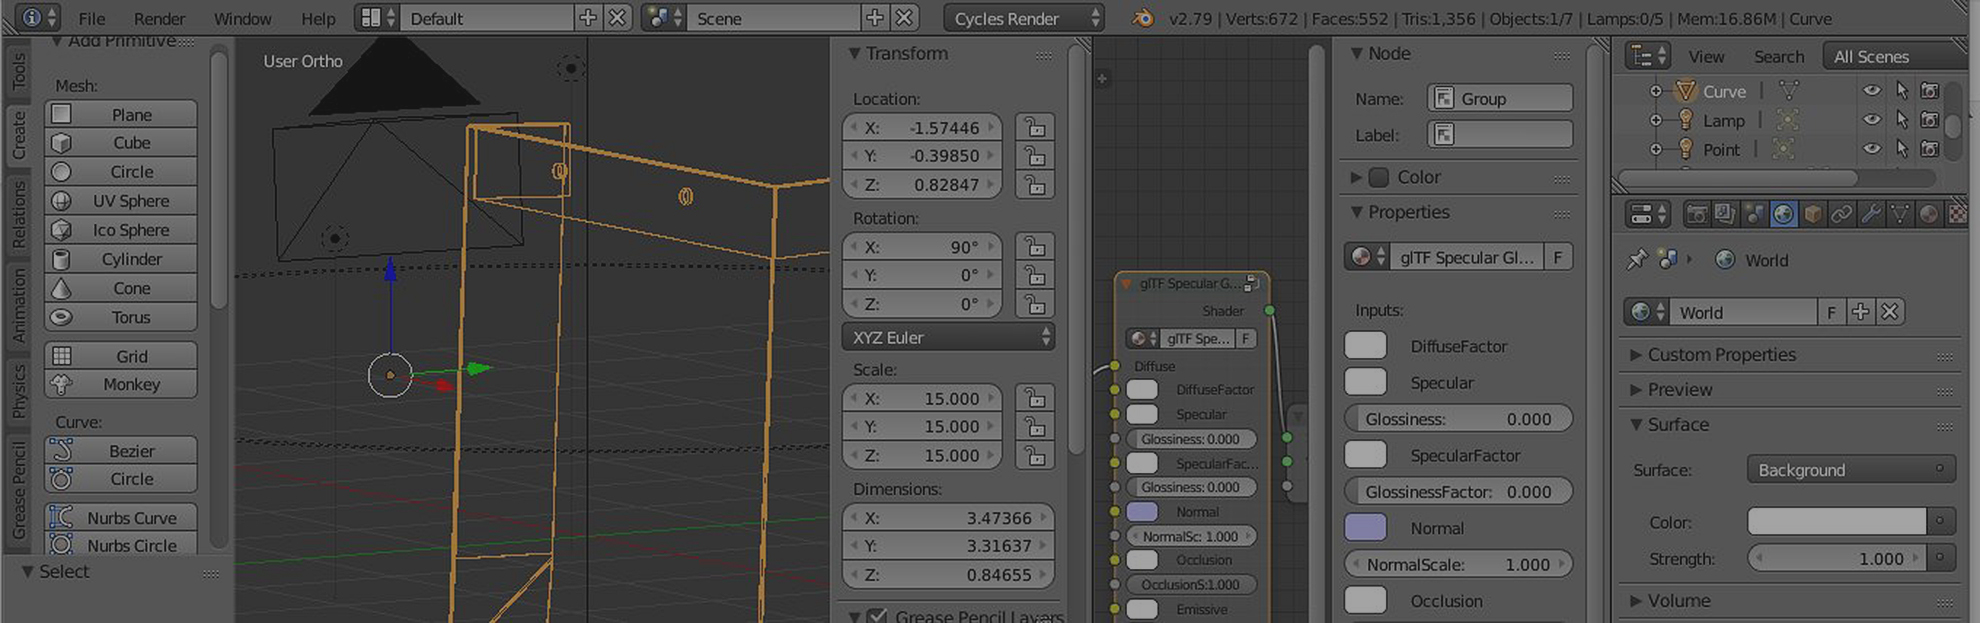 File Render Window Help Default Scene Cycles Render v2.79 | Verts:672 | Faces:552 | Tris:1,356 | Objects:1/7 | Lamps:0/5 | Mem:16.86M | Curve
Tools
Create
Relations
Animation
Physics
Grease Pencil
Add Primitive
Mesh:
Plane
Cube
Circle
UV Sphere
Ico Sphere
Cylinder
Cone
Torus
Grid
Monkey
Curve:
Bezier
Circle
Nurbs Curve
Nurbs Circle
Select
User Ortho
Transform
Location:
X: -1.57446
Y: -0.39850
Z: 0.82847
Rotation:
X: 90°
Y: 0°
Z: 0°
XYZ Euler
Scale:
X: 15.000
Y: 15.000
Z: 15.000
Dimensions:
X: 3.47366
Y: 3.31637
Z: 0.84655
Grease Pencil Layers
glTF Specular G...
Shader
glTF Spe... F
Diffuse
DiffuseFactor
Specular
Glossiness: 0.000
SpecularFac...
Glossiness: 0.000
Normal
NormalSc: 1.000
Occlusion
OcclusionS:1.000
Emissive
Node
Name: Group
Label:
Color
Properties
glTF Specular Gl... F
Inputs:
DiffuseFactor
Specular
Glossiness: 0.000
SpecularFactor
GlossinessFactor: 0.000
Normal
NormalScale: 1.000
Occlusion
View Search All Scenes
Curve
Lamp
Point
World
World F
Custom Properties
Preview
Surface
Surface: Background
Color:
Strength: 1.000
Volume